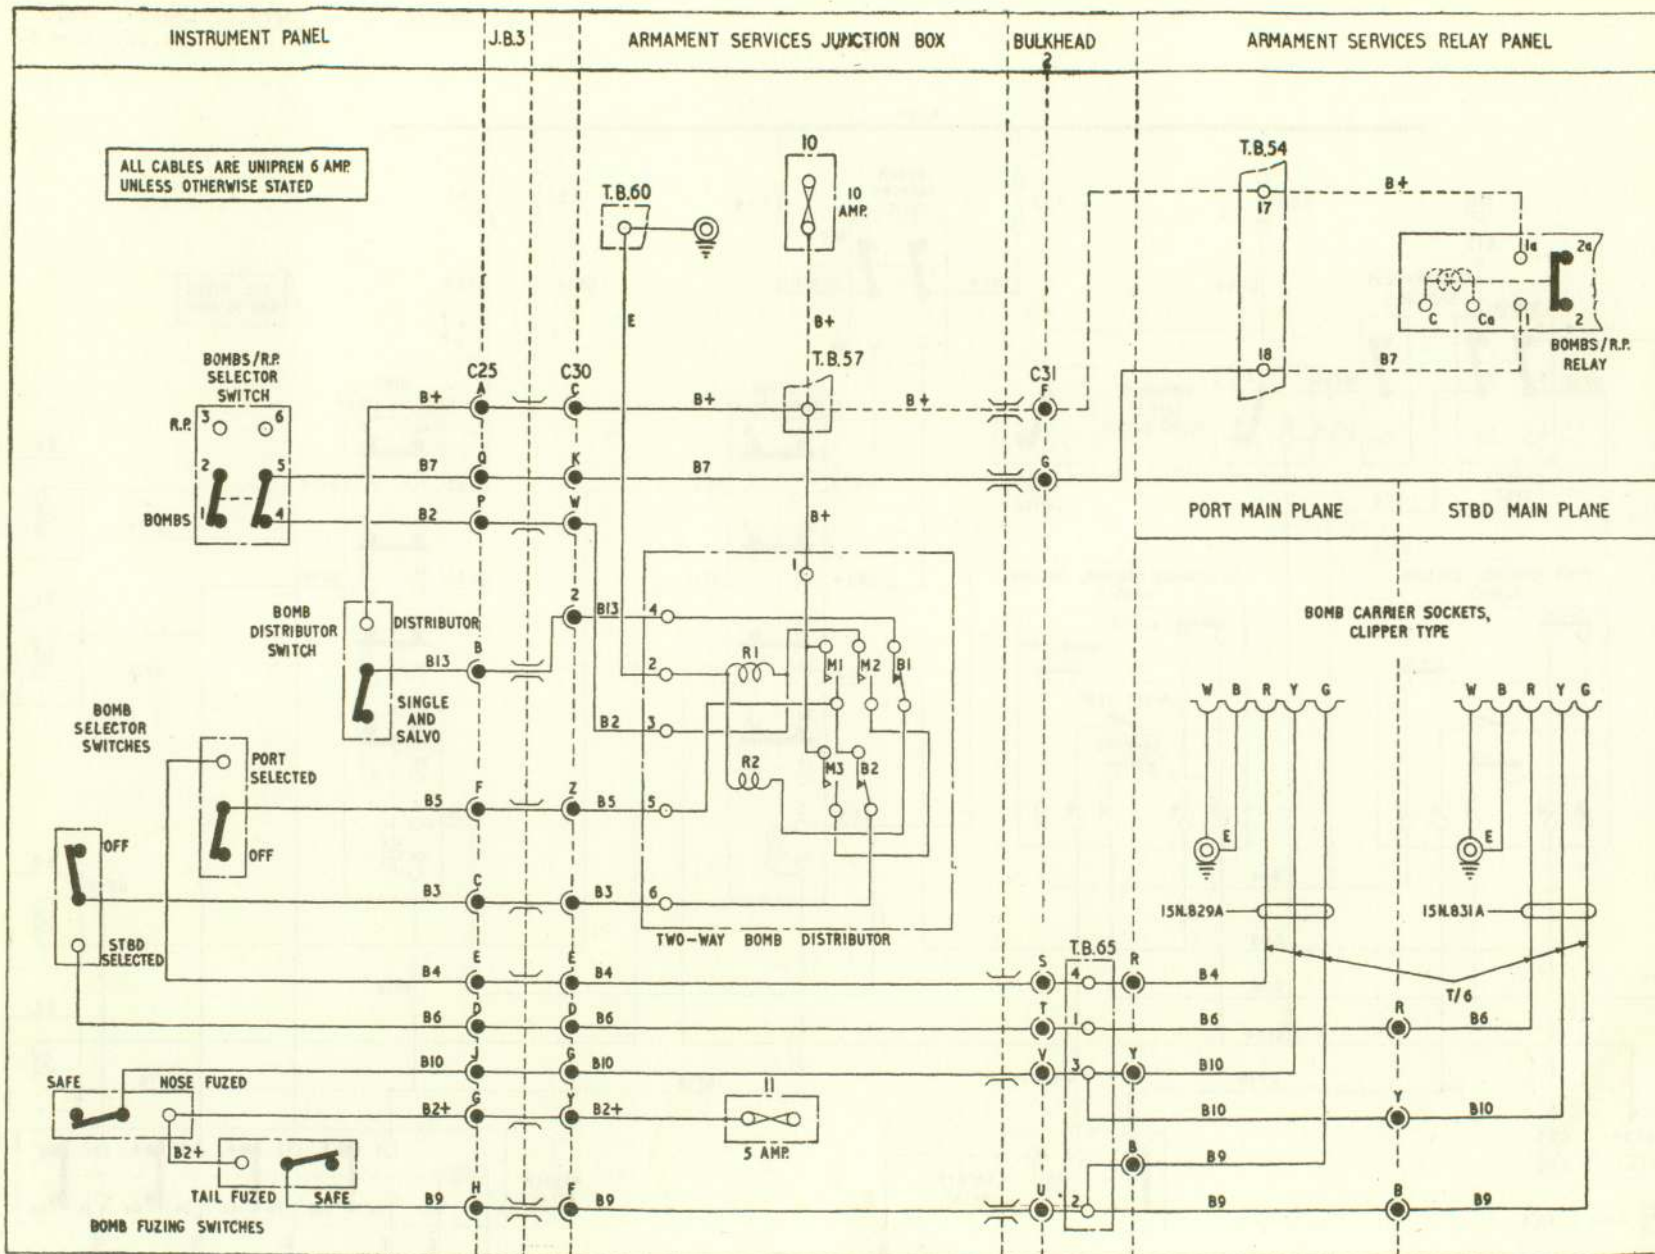 INSTRUMENT PANEL
J.B.3
ARMAMENT SERVICES JUNCTION BOX
BULKHEAD
2
ARMAMENT SERVICES RELAY PANEL
ALL CABLES ARE UNIPREN 6 AMP.
UNLESS OTHERWISE STATED
T.B.60
E
10
10
AMP.
B+
T.B.57
T.B.54
17
B+
18
B7
1a
2a
C
Ca
1
2
BOMBS/R.P.
RELAY
BOMBS/R.P.
SELECTOR
SWITCH
R.P.
3
6
2
5
BOMBS
1
4
C25
C30
C31
B+
A
C
B+
B+
F
B7
Q
K
B7
G
B2
P
W
B+
PORT MAIN PLANE
STBD MAIN PLANE
BOMB
DISTRIBUTOR
SWITCH
DISTRIBUTOR
B13
B
SINGLE
AND
SALVO
2
B13
4
1
2
R1
M1
M2
B1
B2
3
R2
M3
B2
BOMB CARRIER SOCKETS,
CLIPPER TYPE
W B R Y G
W B R Y G
BOMB
SELECTOR
SWITCHES
PORT
SELECTED
OFF
B5
F
Z
B5
5
OFF
STBD
SELECTED
B3
C
I
B3
6
TWO-WAY BOMB DISTRIBUTOR
E
E
15N.829A
15N.831A
T/6
T.B.65
E
E
B4
S
4
R
B4
B6
D
D
B6
T
1
B6
R
B6
B10
J
G
B10
V
3
Y
B10
SAFE
NOSE FUZED
B2+
G
Y
B2+
11
5 AMP.
B10
Y
B10
B2+
TAIL FUZED
SAFE
B
B9
B9
H
F
B9
U
2
B9
B
B9
BOMB FUZING SWITCHES
B4